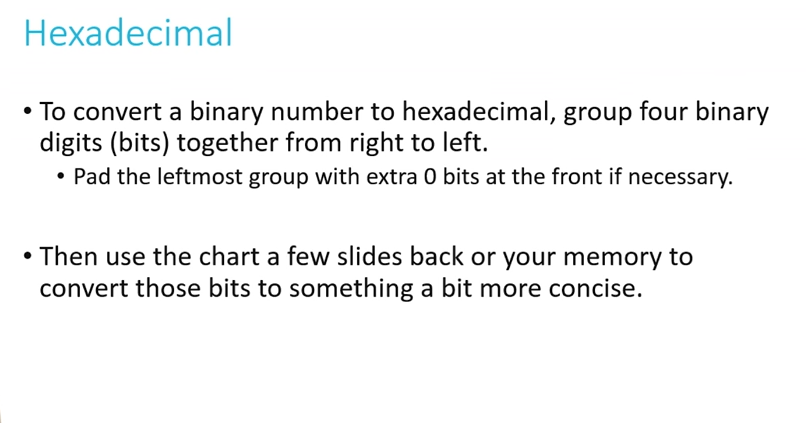 Hexadecimal
• To convert a binary number to hexadecimal, group four binary
digits (bits) together from right to left.
• Pad the leftmost group with extra 0 bits at the front if necessary.
• Then use the chart a few slides back or your memory to
convert those bits to something a bit more concise.